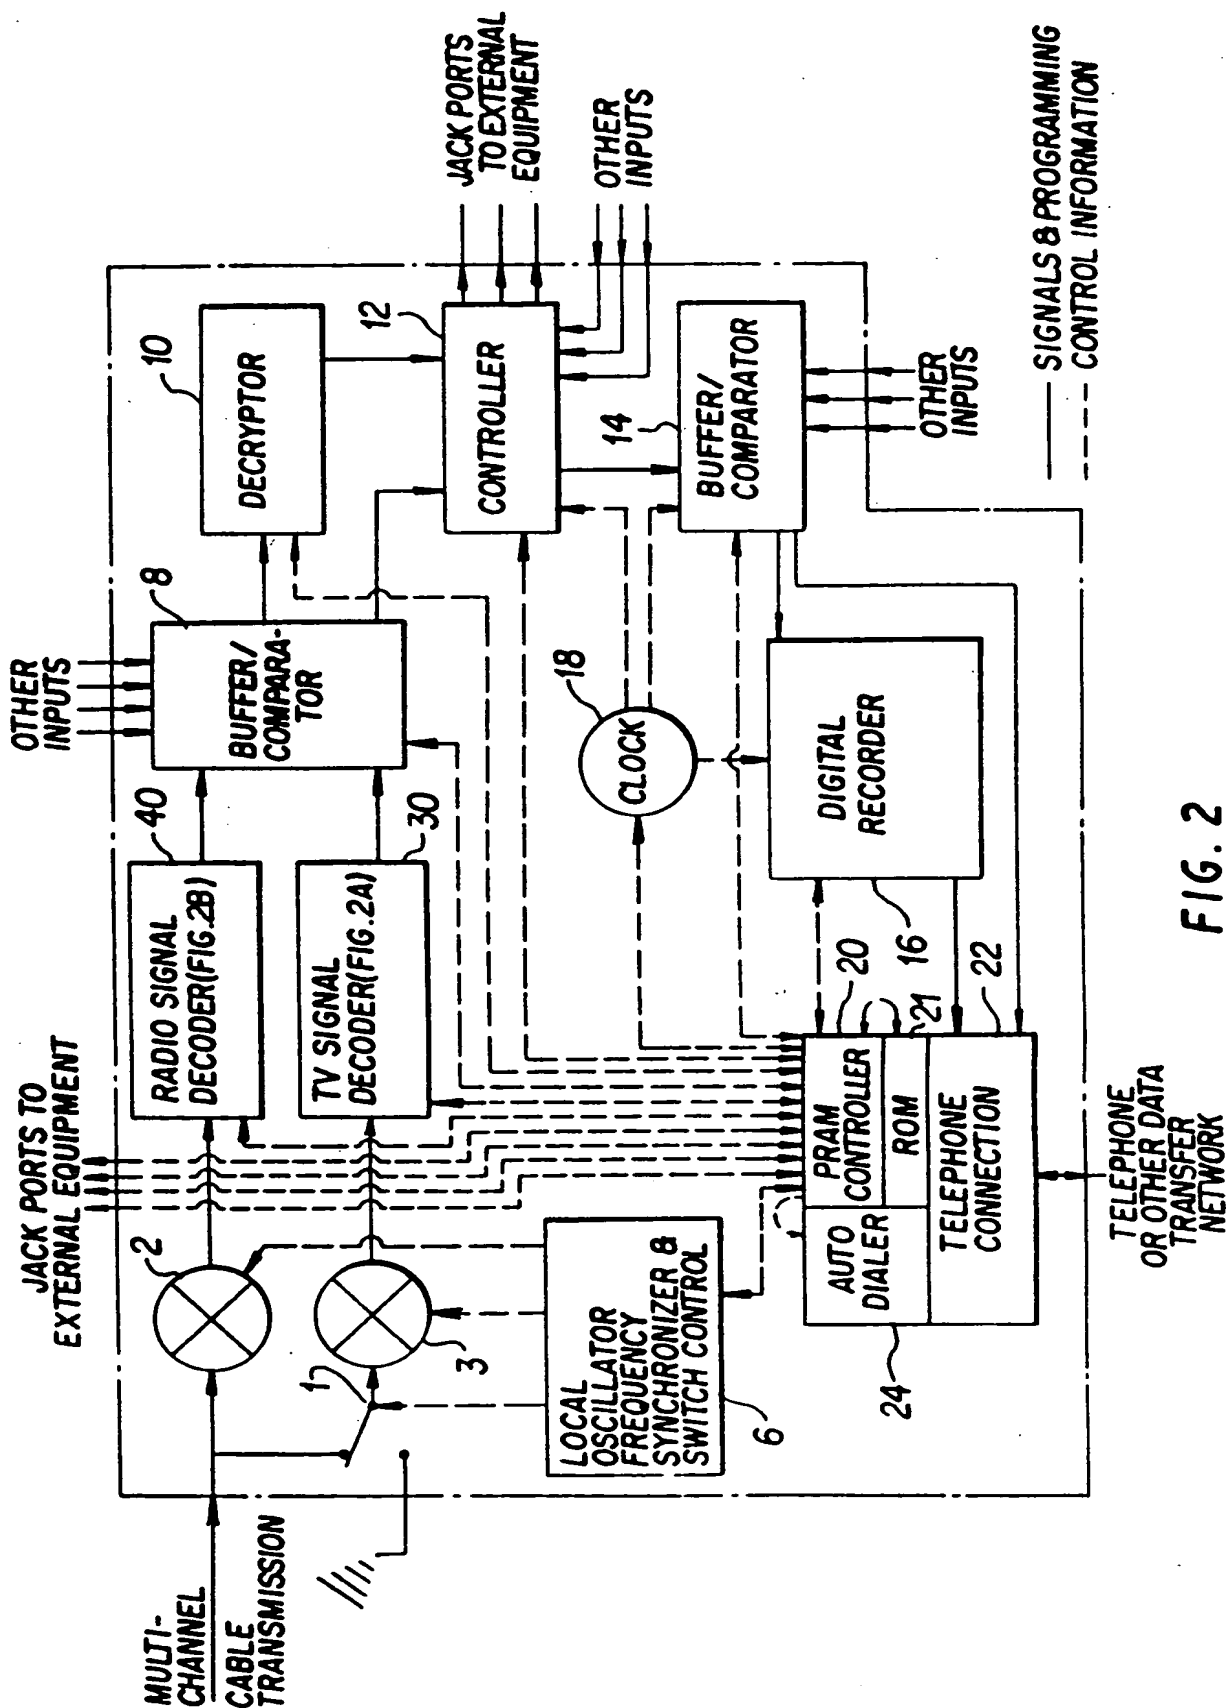 MULTI-
CHANNEL
CABLE
TRANSMISSION
JACK PORTS TO
EXTERNAL EQUIPMENT
OTHER
INPUTS
2
1
3
40
RADIO SIGNAL
DECODER(FIG.2B)
TV SIGNAL
DECODER(FIG.2A)
30
8
BUFFER/
COMPARA-
TOR
10
DECRYPTOR
12
CONTROLLER
JACK PORTS
TO EXTERNAL
EQUIPMENT
OTHER
INPUTS
14
BUFFER/
COMPARATOR
OTHER
INPUTS
18
CLOCK
DIGITAL
RECORDER
16
LOCAL
OSCILLATOR
FREQUENCY
SYNCHRONIZER &
SWITCH CONTROL
6
PRAM
CONTROLLER
20
ROM
21
AUTO
DIALER
24
TELEPHONE
CONNECTION
22
TELEPHONE
OR OTHER DATA
TRANSFER
NETWORK
SIGNALS & PROGRAMMING
CONTROL INFORMATION
FIG. 2